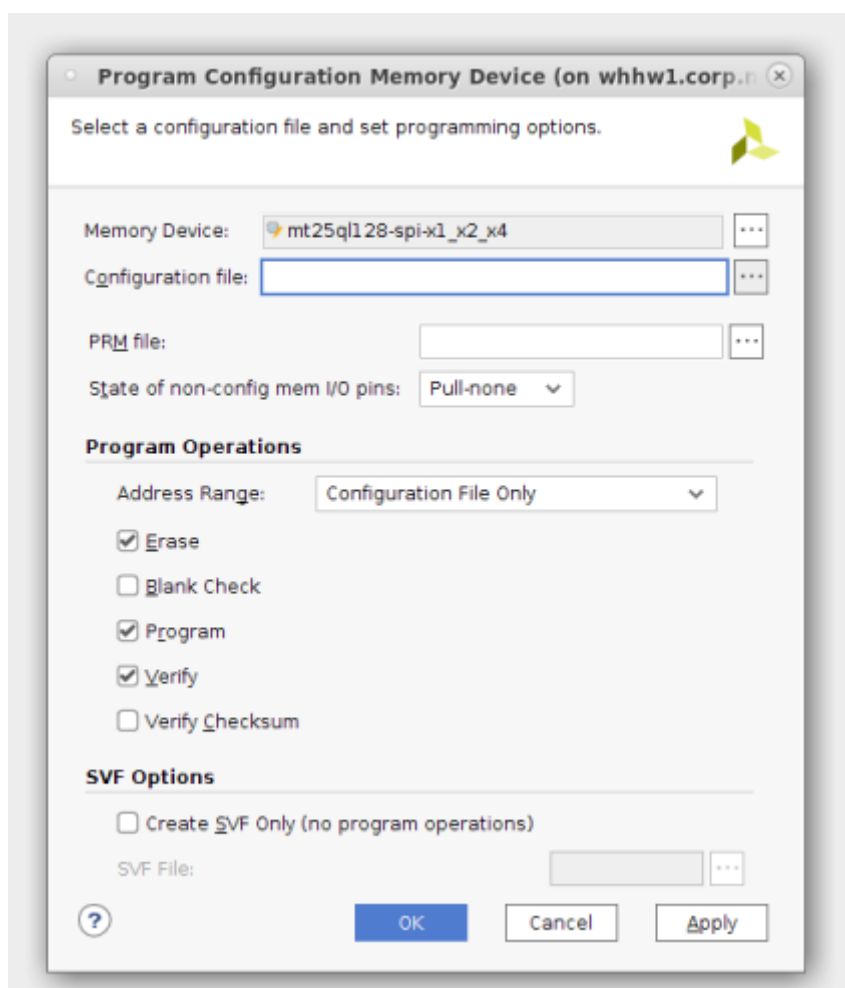 Program Configuration Memory Device (on whhw1.corp.
Select a configuration file and set programming options.
Memory Device: mt25ql128-spi-x1_x2_x4 ...
Configuration file: ...
PRM file: ...
State of non-config mem I/O pins: Pull-none
Program Operations
Address Range: Configuration File Only
Erase
Blank Check
Program
Verify
Verify Checksum
SVF Options
Create SVF Only (no program operations)
SVF File: ...
? OK Cancel Apply